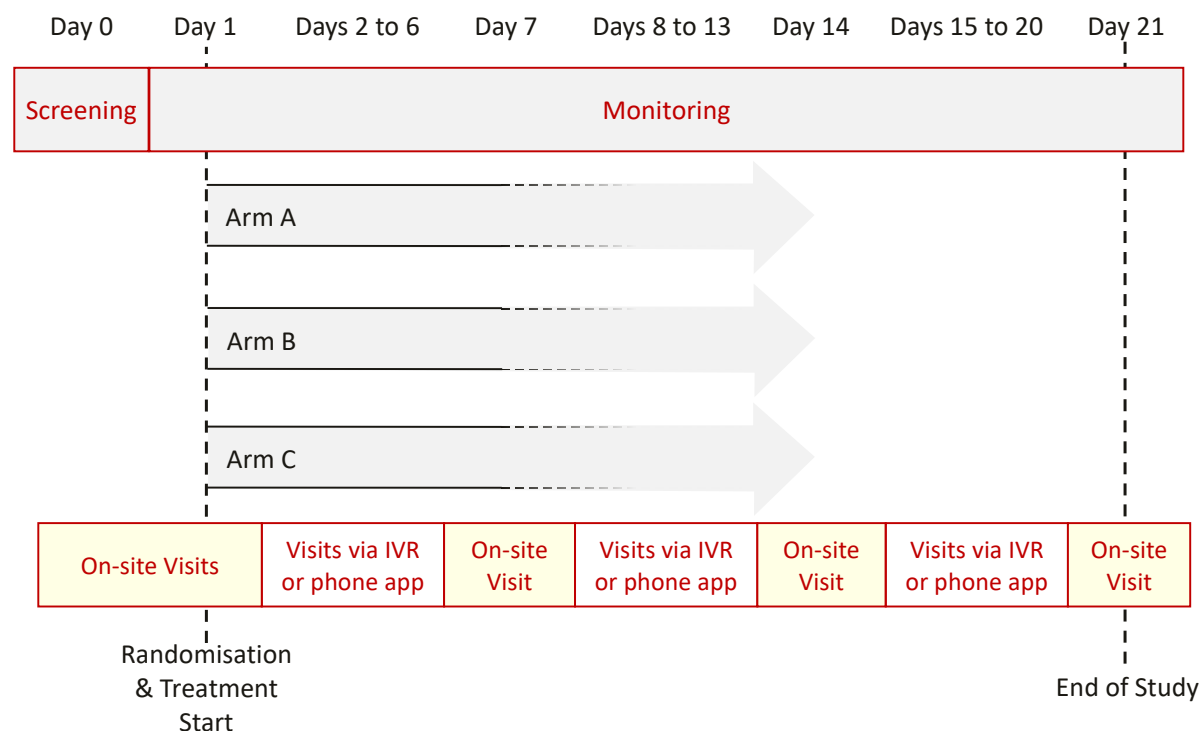 Day 0 Day 1 Days 2 to 6 Day 7 Days 8 to 13 Day 14 Days 15 to 20 Day 21
Screening Monitoring
Arm A
Arm B
Arm C
On-site Visits
Visits via IVR
or phone app
On-site
Visit
Visits via IVR
or phone app
On-site
Visit
Visits via IVR
or phone app
On-site
Visit
Randomisation
& Treatment
Start
End of Study